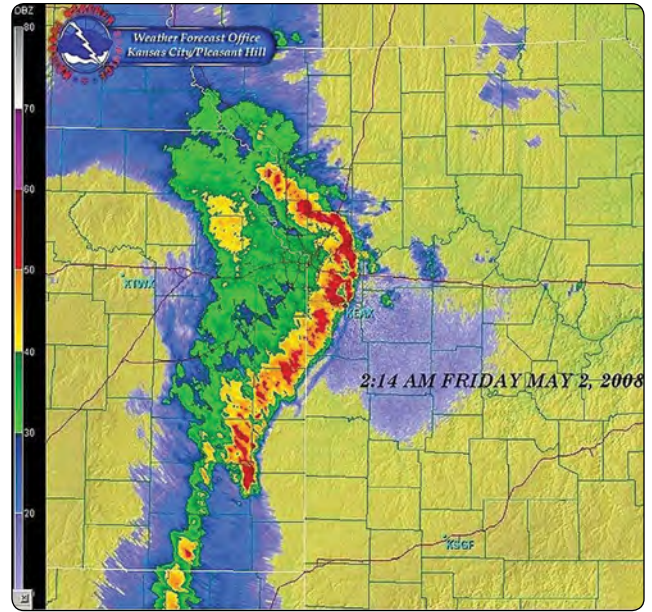 DBZ
80
70
60
50
40
30
20
Weather Forecast Office
Kansas City/Pleasant Hill
KTWX
KEAX
2:14 AM FRIDAY MAY 2, 2008
KSGF